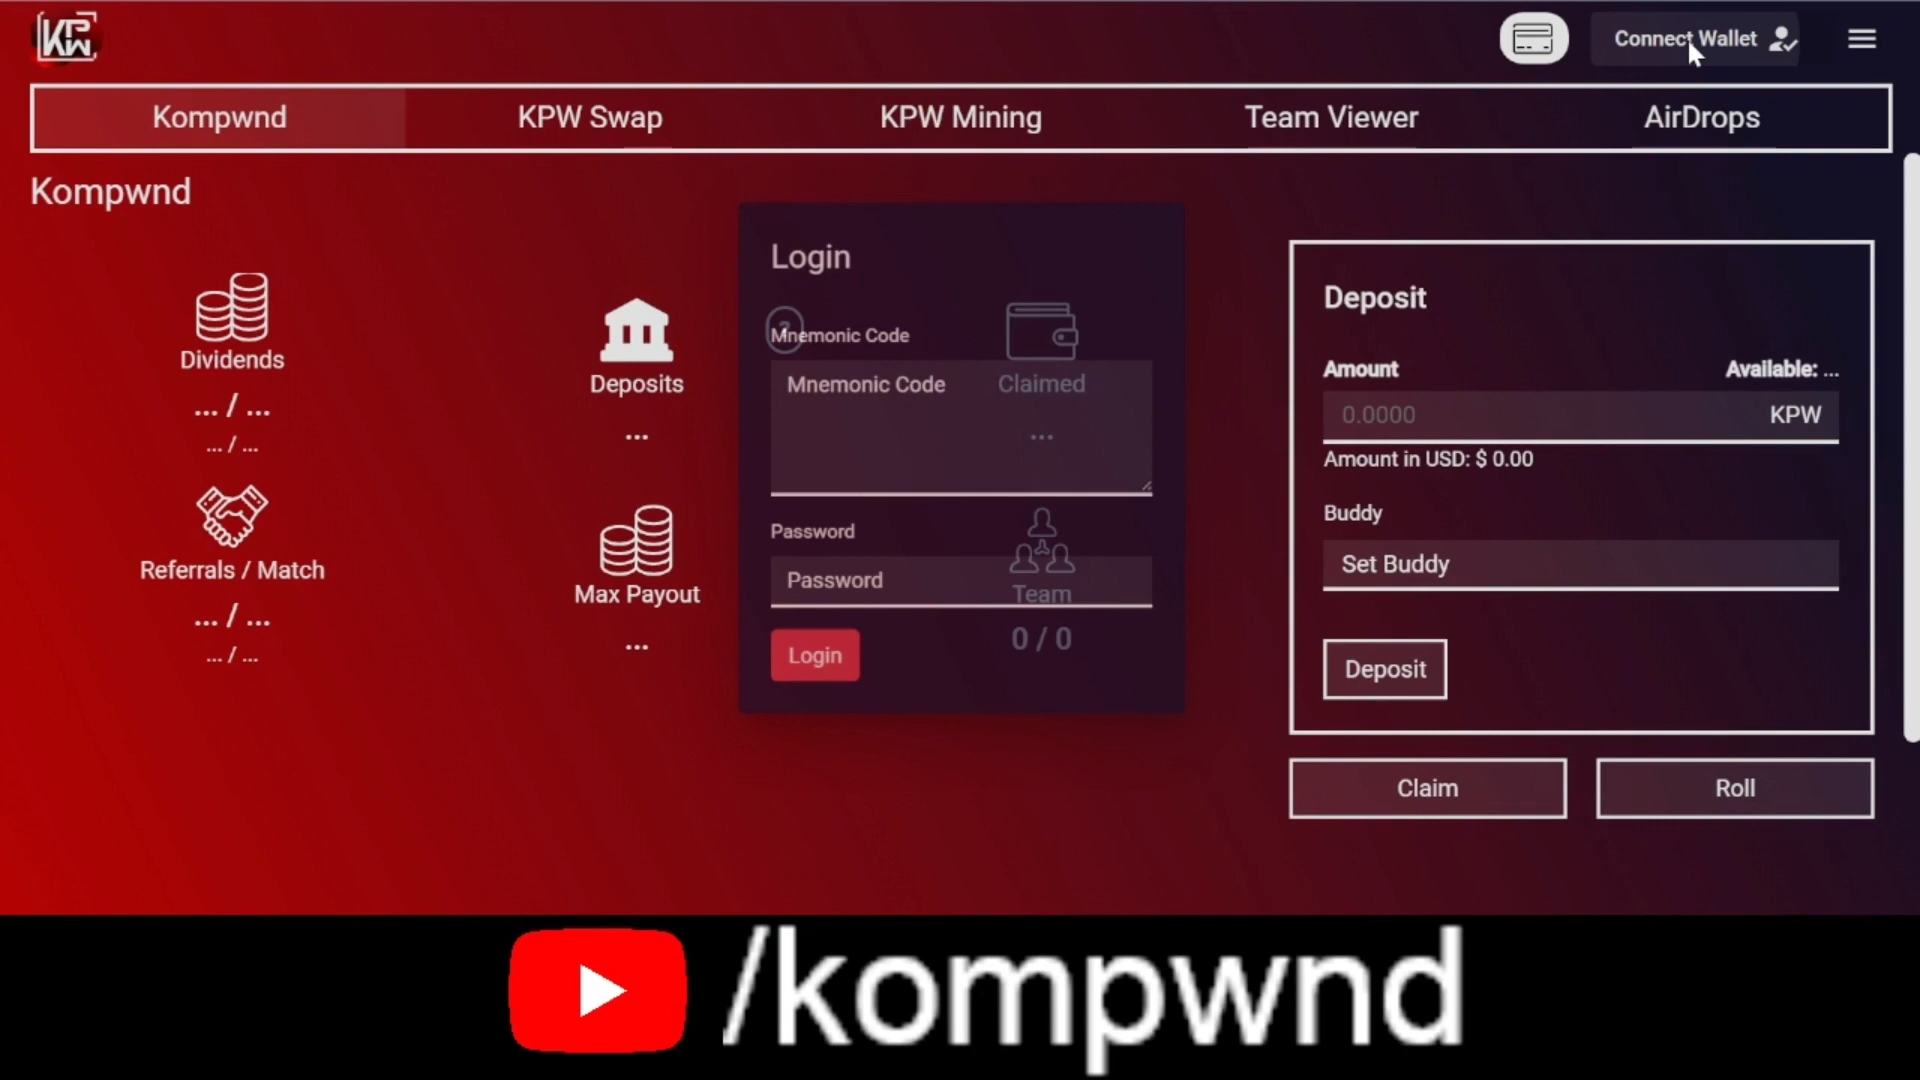 KPW
Connect Wallet
Kompwnd
KPW Swap
KPW Mining
Team Viewer
AirDrops
Kompwnd
Dividends
... / ...
... / ...
Referrals / Match
... / ...
... / ...
Deposits
...
Max Payout
...
Login
?
Mnemonic Code
Mnemonic Code
Claimed
...
Password
Password
Team
0 / 0
Login
Deposit
Amount
Available: ...
0.0000
KPW
Amount in USD: $ 0.00
Buddy
Set Buddy
Deposit
Claim
Roll
/kompwnd